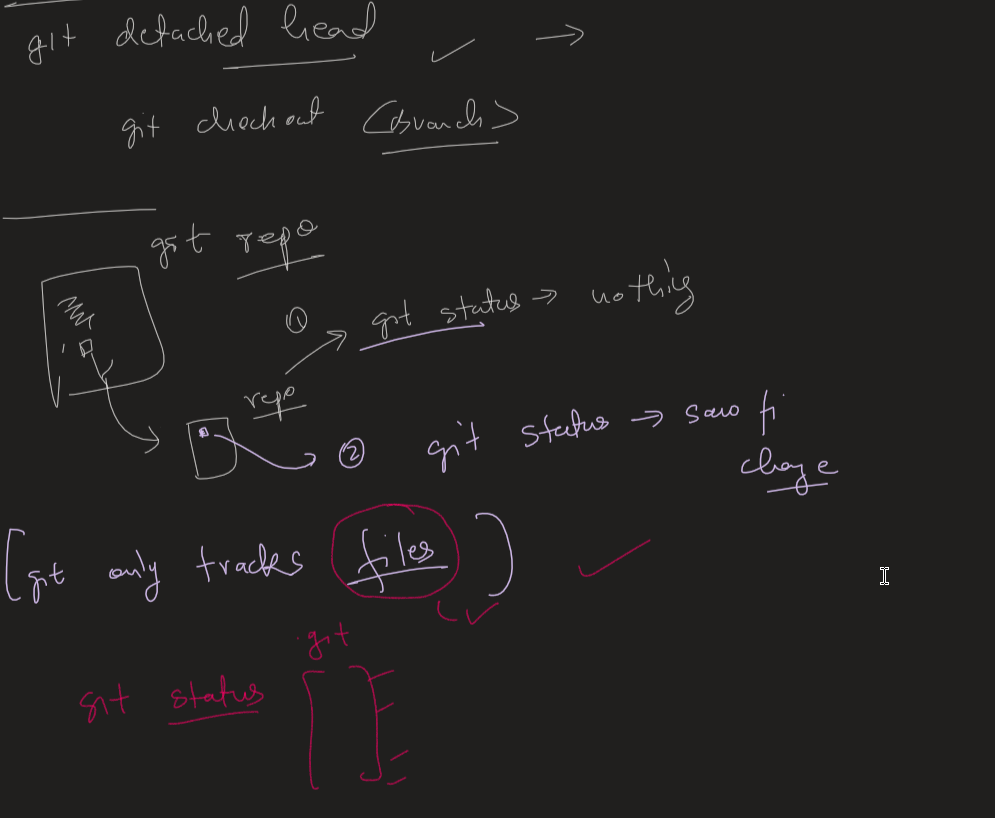 git detached head
git checkout <branch>
git repo
① git status → nothing
repo
② git status → saw fi
change
[git only tracks files]
.git
git status